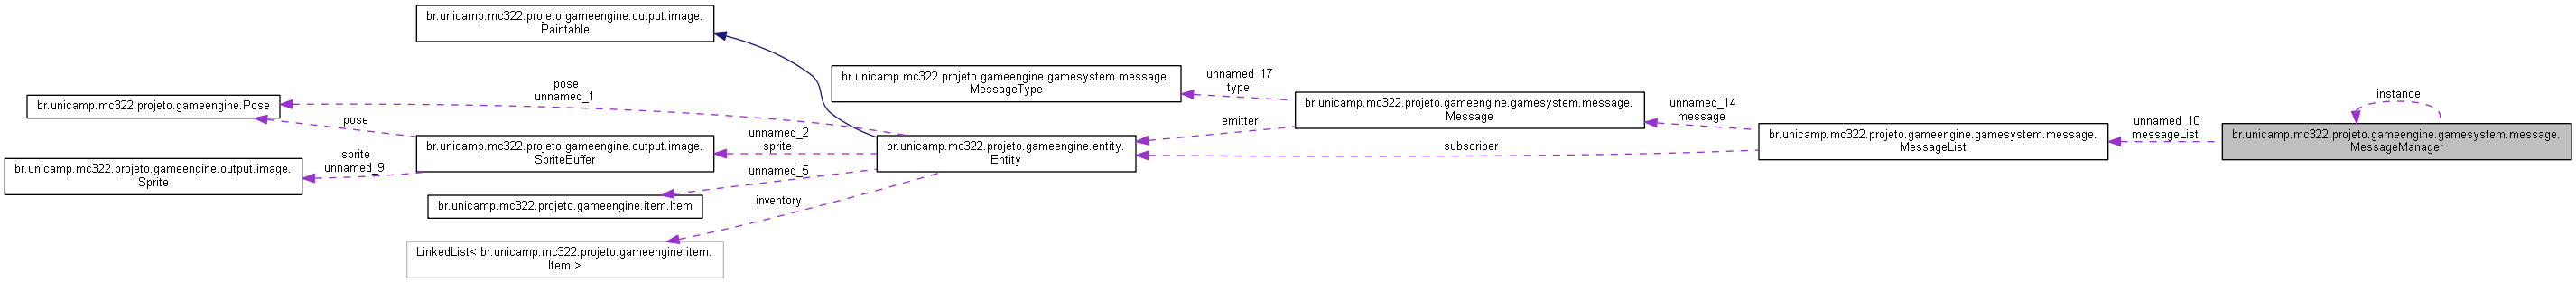 br.unicamp.mc322.projeto.gameengine.output.image.
Paintable
br.unicamp.mc322.projeto.gameengine.gamesystem.message.
MessageType
unnamed_17
type
br.unicamp.mc322.projeto.gameengine.gamesystem.message.
Message
unnamed_14
message
instance
pose
unnamed_1
br.unicamp.mc322.projeto.gameengine.Pose
pose
br.unicamp.mc322.projeto.gameengine.output.image.
SpriteBuffer
unnamed_2
sprite
br.unicamp.mc322.projeto.gameengine.entity.
Entity
emitter
subscriber
br.unicamp.mc322.projeto.gameengine.gamesystem.message.
MessageList
unnamed_10
messageList
br.unicamp.mc322.projeto.gameengine.gamesystem.message.
MessageManager
sprite
unnamed_9
br.unicamp.mc322.projeto.gameengine.output.image.
Sprite
unnamed_5
br.unicamp.mc322.projeto.gameengine.item.Item
inventory
LinkedList< br.unicamp.mc322.projeto.gameengine.item.
Item >